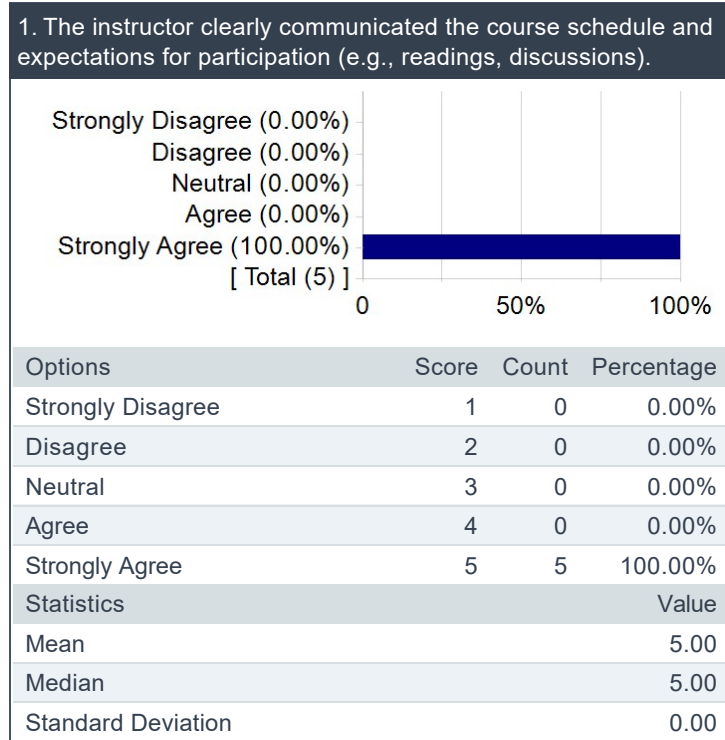 1. The instructor clearly communicated the course schedule and
expectations for participation (e.g., readings, discussions).
Strongly Disagree (0.00%)
Disagree (0.00%)
Neutral (0.00%)
Agree (0.00%)
Strongly Agree (100.00%)
[ Total (5) ]
0 50% 100%
Options Score Count Percentage
Strongly Disagree 1 0 0.00%
Disagree 2 0 0.00%
Neutral 3 0 0.00%
Agree 4 0 0.00%
Strongly Agree 5 5 100.00%
Statistics Value
Mean 5.00
Median 5.00
Standard Deviation 0.00